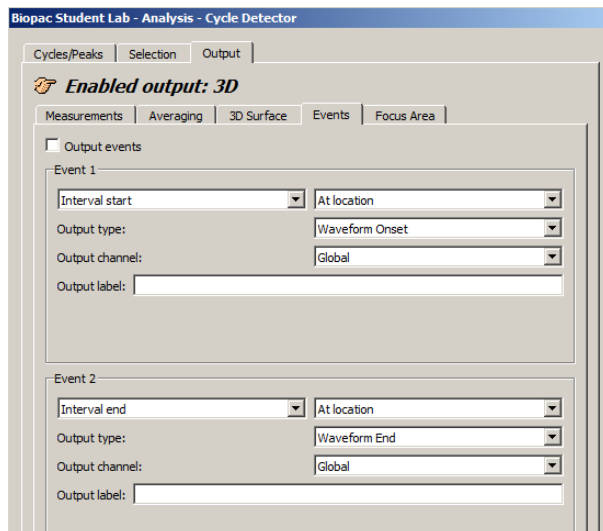 Biopac Student Lab - Analysis - Cycle Detector
Cycles/Peaks Selection Output
Enabled output: 3D
Measurements Averaging 3D Surface Events Focus Area
Output events
Event 1
Interval start At location
Output type: Waveform Onset
Output channel: Global
Output label:
Event 2
Interval end At location
Output type: Waveform End
Output channel: Global
Output label: